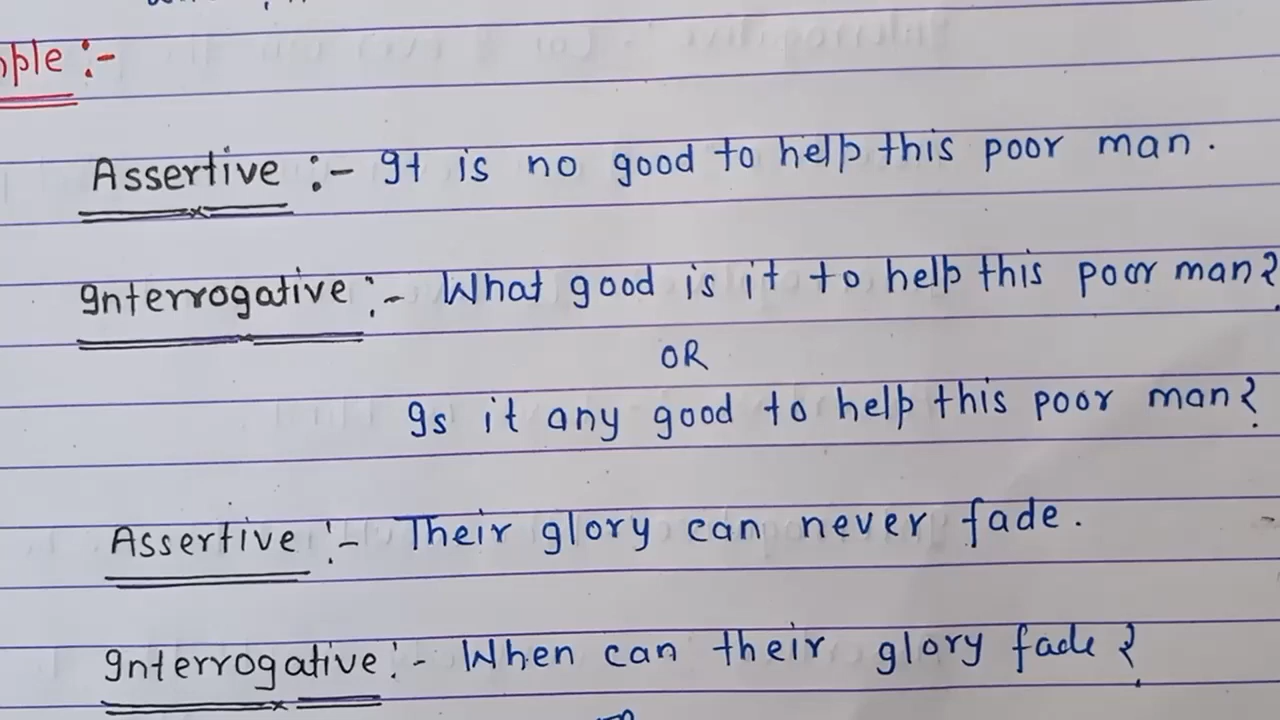 Assertive :- It is no good to help this poor man.
Interrogative :- What good is it to help this poor man?
OR
Is it any good to help this poor man?
Assertive :- Their glory can never fade.
Interrogative :- When can their glory fade?